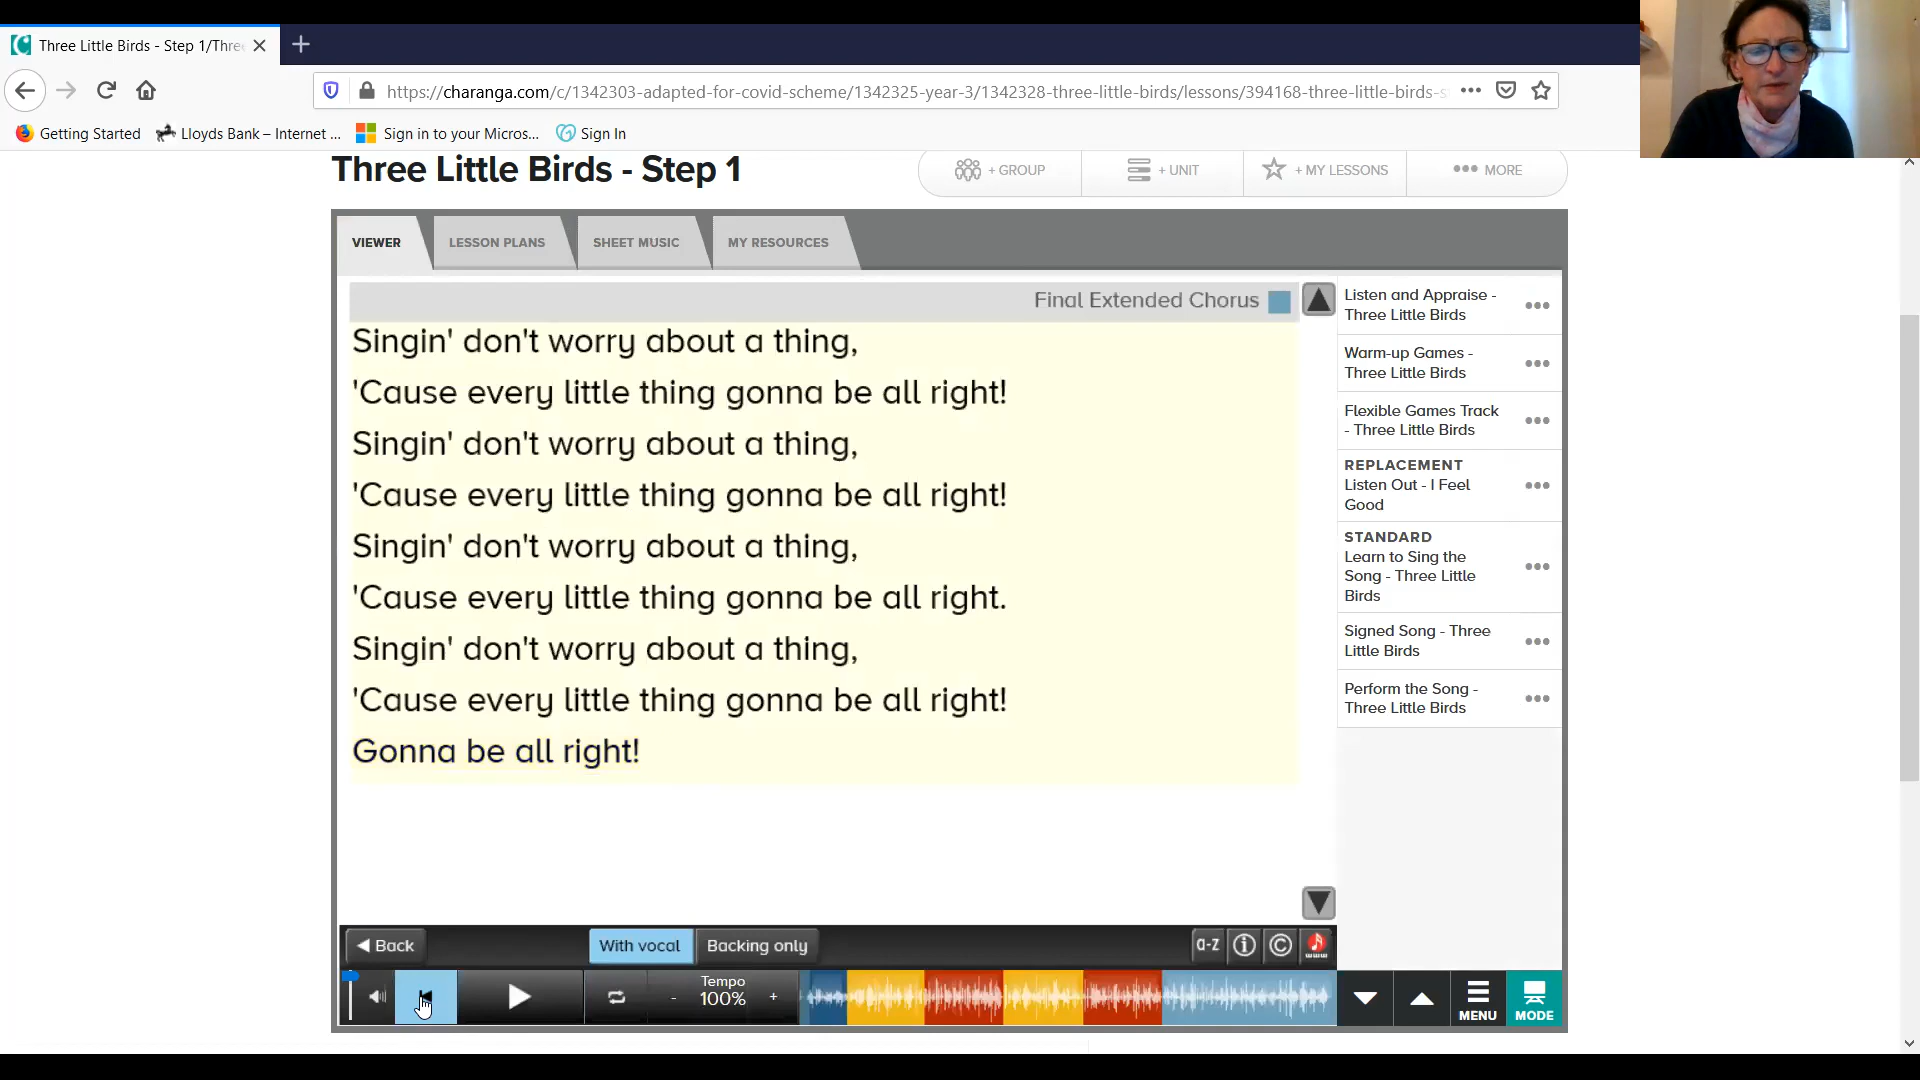 Three Little Birds - Step 1/Three
https://charanga.com/c/1342303-adapted-for-covid-scheme/1342325-year-3/1342328-three-little-birds/lessons/394168-three-little-birds-s
Getting Started
Lloyds Bank – Internet ...
Sign in to your Micros...
Sign In
Three Little Birds - Step 1
+ GROUP
+ UNIT
+ MY LESSONS
MORE
VIEWER
LESSON PLANS
SHEET MUSIC
MY RESOURCES
Final Extended Chorus
Singin' don't worry about a thing,
'Cause every little thing gonna be all right!
Singin' don't worry about a thing,
'Cause every little thing gonna be all right!
Singin' don't worry about a thing,
'Cause every little thing gonna be all right.
Singin' don't worry about a thing,
'Cause every little thing gonna be all right!
Gonna be all right!
Listen and Appraise -
Three Little Birds
Warm-up Games -
Three Little Birds
Flexible Games Track
- Three Little Birds
REPLACEMENT
Listen Out - I Feel
Good
STANDARD
Learn to Sing the
Song - Three Little
Birds
Signed Song - Three
Little Birds
Perform the Song -
Three Little Birds
Back
With vocal
Backing only
a-z
Tempo
- 100% +
MENU
MODE